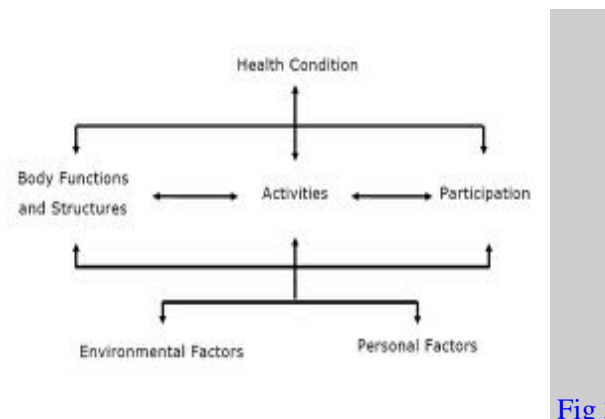 Health Condition
Body Functions
and Structures
Activities
Participation
Environmental Factors
Personal Factors
Fig